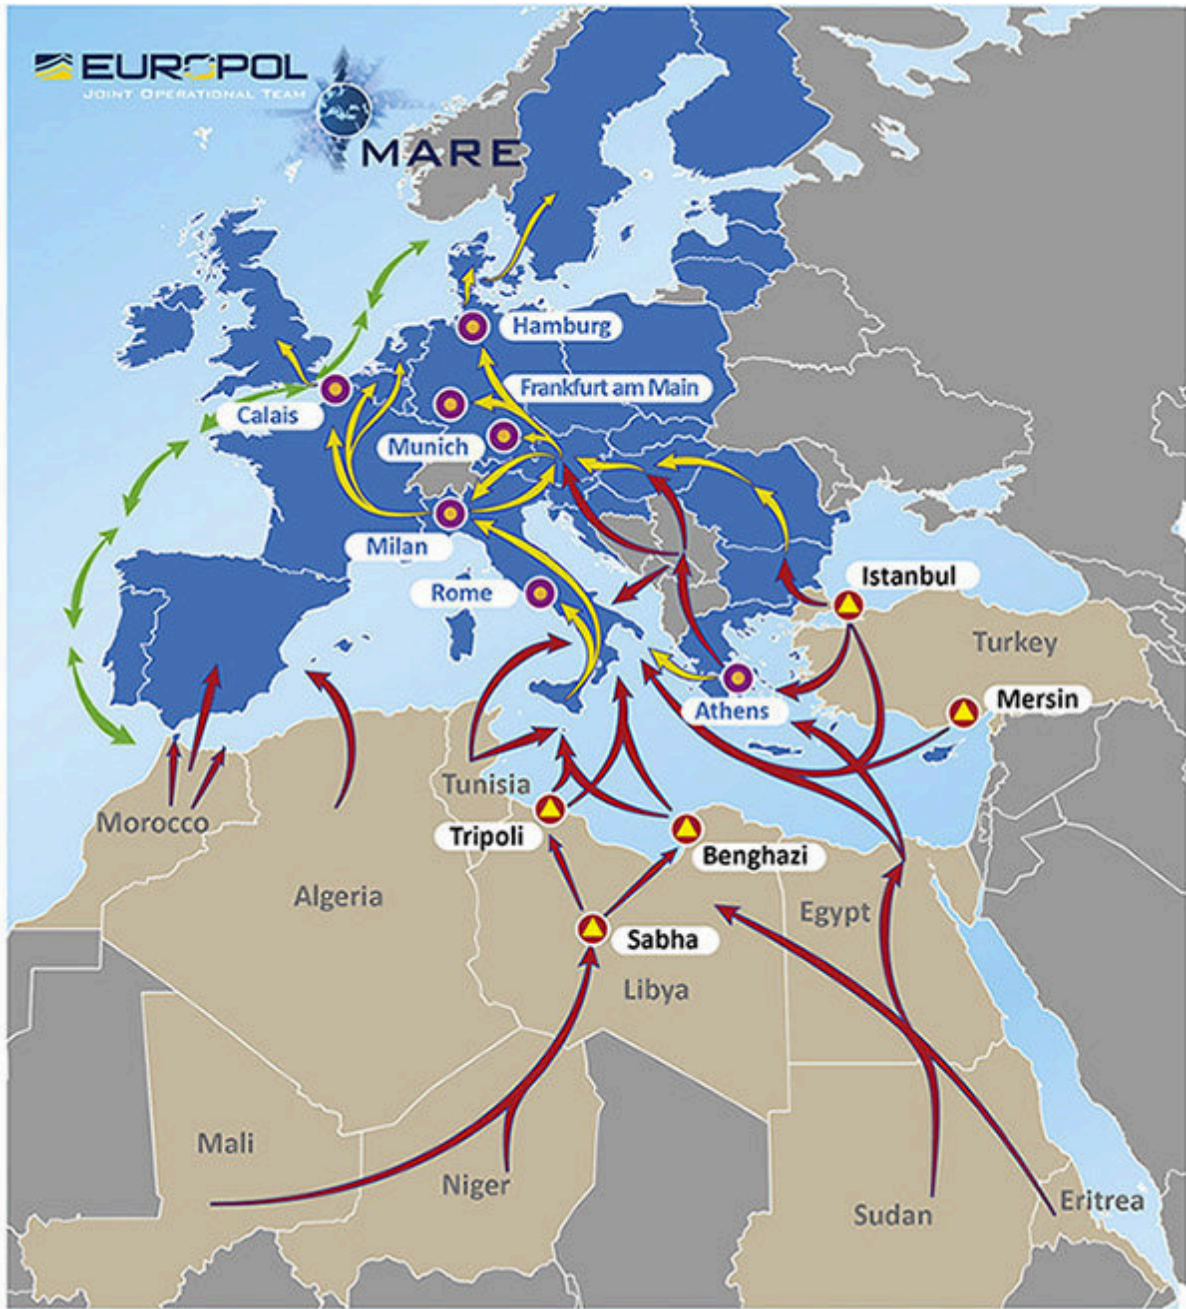 EUROPOL
JOINT OPERATIONAL TEAM
MARE
Hamburg
Frankfurt am Main
Calais
Munich
Milan
Istanbul
Rome
Turkey
Mersin
Athens
Tunisia
Morocco
Tripoli
Benghazi
Algeria
Egypt
Sabha
Libya
Mali
Niger
Eritrea
Sudan